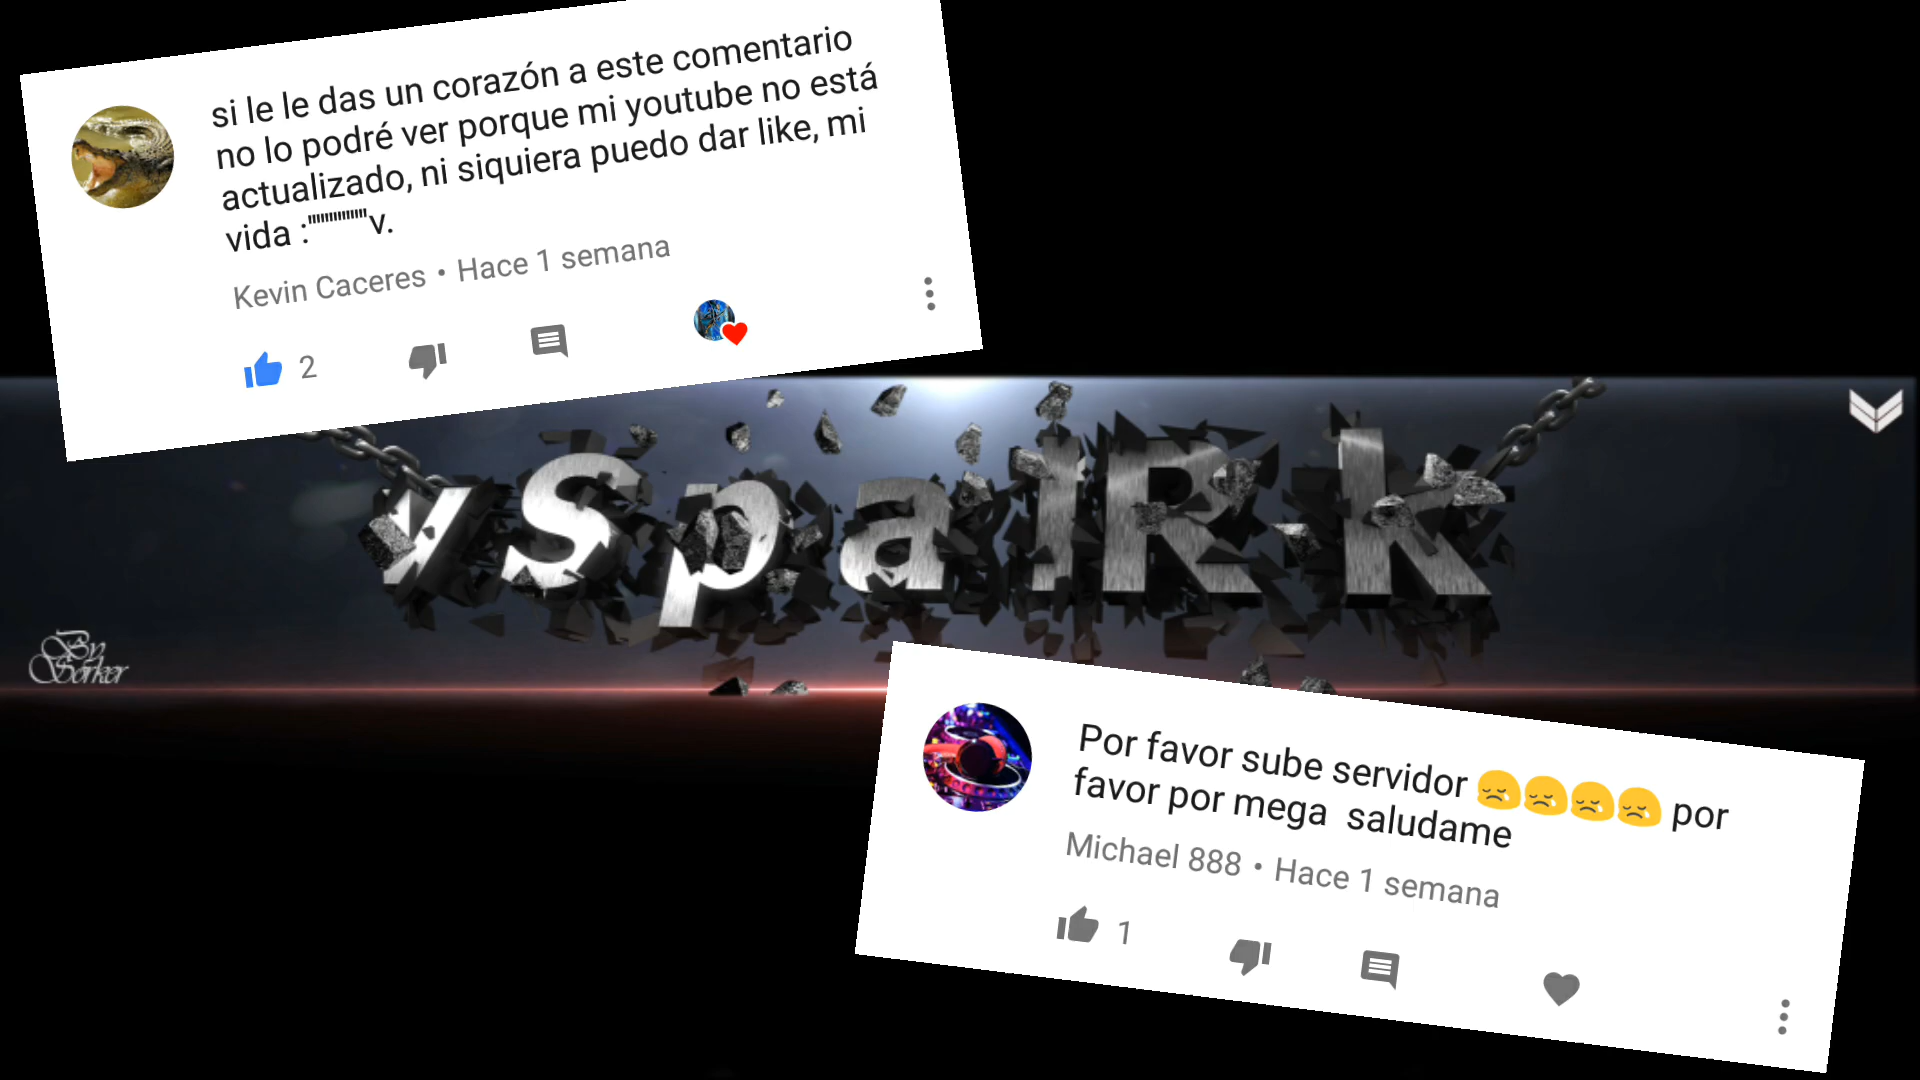 si le le das un corazón a este comentario
no lo podré ver porque mi youtube no está
actualizado, ni siquiera puedo dar like, mi
vida :""""""""v.
Kevin Caceres • Hace 1 semana
2
yspaIRk
By
Sorker
Por favor sube servidor 😢😢😢😢 por
favor por mega  saludame
Michael 888 • Hace 1 semana
1